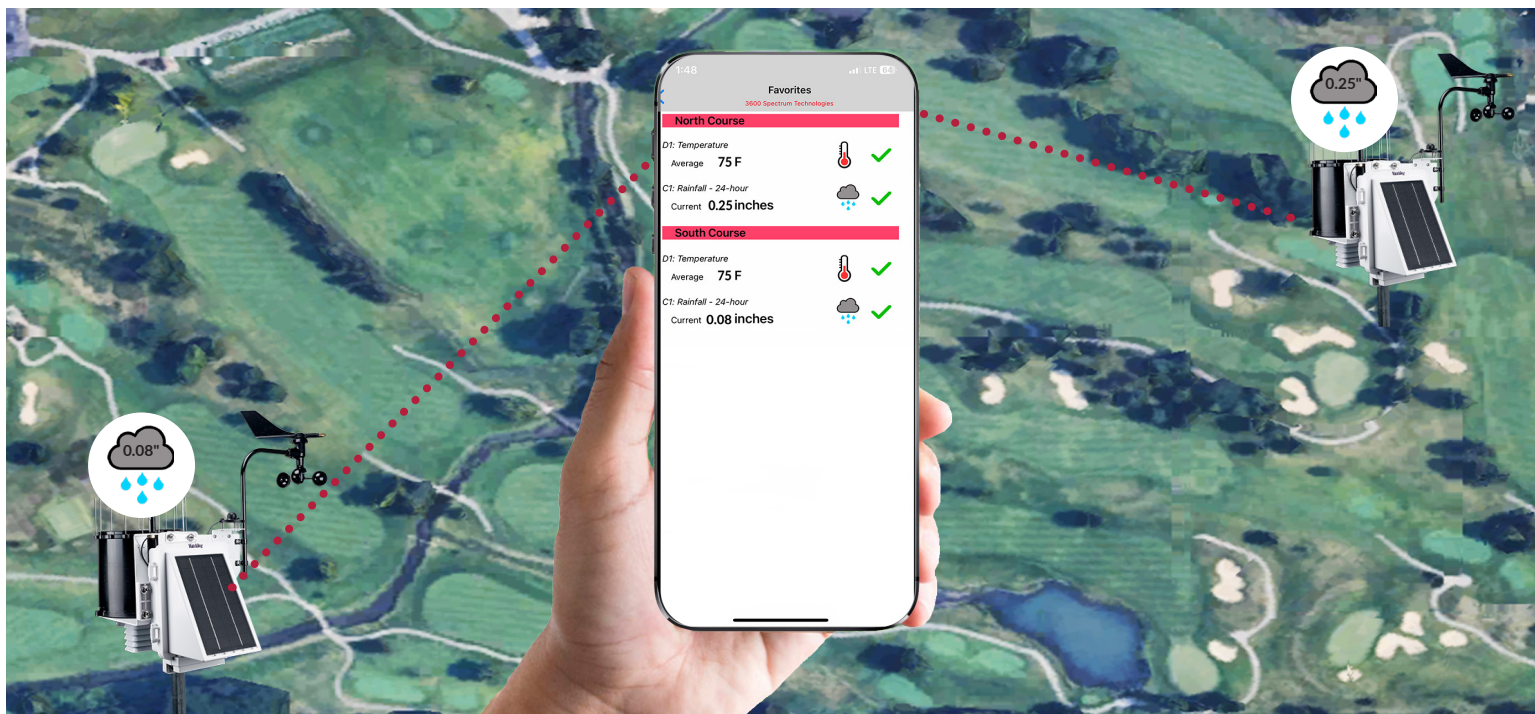 1:48
LTE 64
Favorites
3600 Spectrum Technologies
North Course
D1: Temperature
Average 75 F
C1: Rainfall - 24-hour
Current 0.25 inches
South Course
D1: Temperature
Average 75 F
C1: Rainfall - 24-hour
Current 0.08 inches
0.25"
0.08"